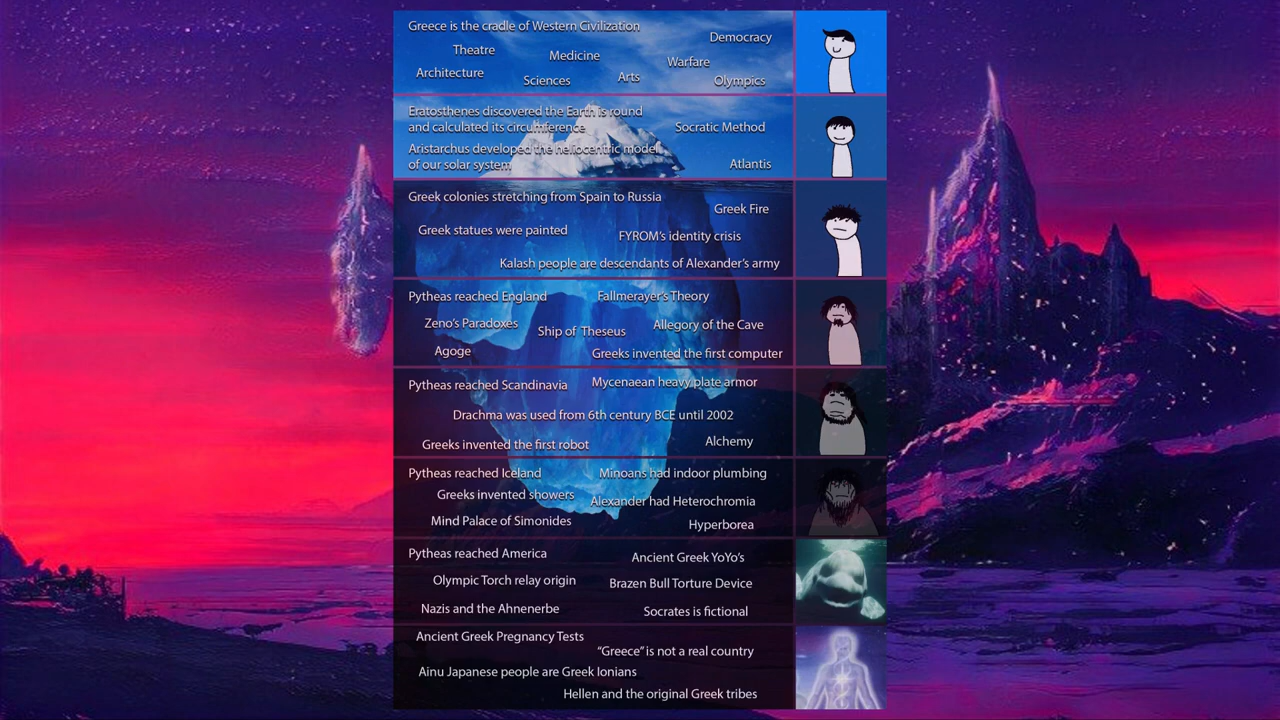 Greece is the cradle of Western Civilization
Democracy
Theatre
Medicine
Warfare
Architecture
Sciences
Arts
Olympics
Eratosthenes discovered the Earth is round
and calculated its circumference
Socratic Method
Aristarchus developed the heliocentric model
of our solar system
Atlantis
Greek colonies stretching from Spain to Russia
Greek Fire
Greek statues were painted
FYROM's identity crisis
Kalash people are descendants of Alexander's army
Pytheas reached England
Fallmerayer's Theory
Zeno's Paradoxes
Ship of Theseus
Allegory of the Cave
Agoge
Greeks invented the first computer
Pytheas reached Scandinavia
Mycenaean heavy plate armor
Drachma was used from 6th century BCE until 2002
Greeks invented the first robot
Alchemy
Pytheas reached Iceland
Minoans had indoor plumbing
Greeks invented showers
Alexander had Heterochromia
Mind Palace of Simonides
Hyperborea
Pytheas reached America
Ancient Greek YoYo's
Olympic Torch relay origin
Brazen Bull Torture Device
Nazis and the Ahnenerbe
Socrates is fictional
Ancient Greek Pregnancy Tests
"Greece" is not a real country
Ainu Japanese people are Greek Ionians
Hellen and the original Greek tribes